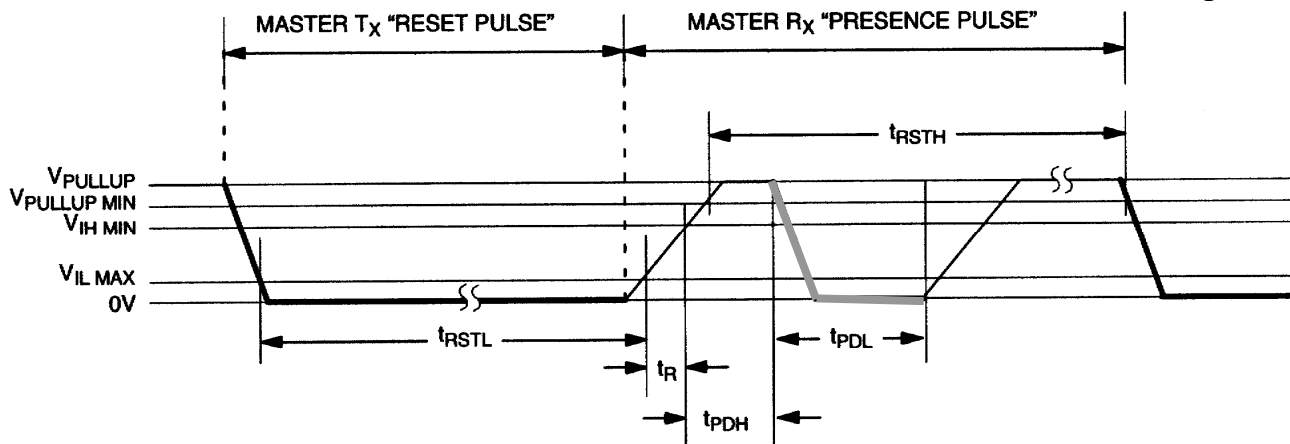 MASTER TX “RESET PULSE”
MASTER RX “PRESENCE PULSE”
tRSTH
VPULLUP
VPULLUP MIN
VIH MIN
VIL MAX
0V
tRSTL
tPDL
tR
tPDH